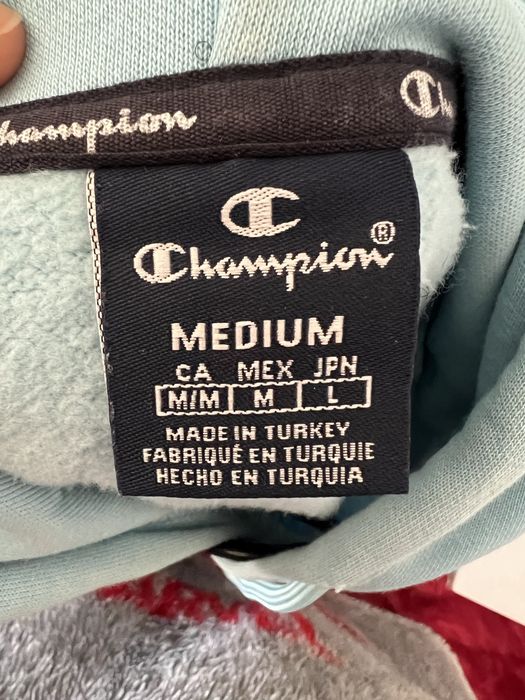 Champion
C
Champion®
MEDIUM
CA MEX JPN
M/M M L
MADE IN TURKEY
FABRIQUÉ EN TURQUIE
HECHO EN TURQUIA